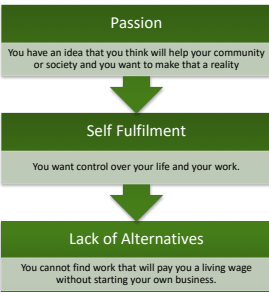 Passion
You have an idea that you think will help your community
or society and you want to make that a reality
Self Fulfilment
You want control over your life and your work.
Lack of Alternatives
You cannot find work that will pay you a living wage
without starting your own business.